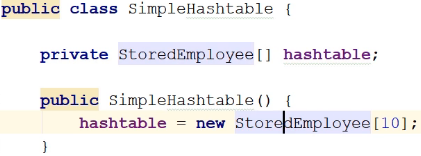 public class SimpleHashtable {
private StoredEmployee[] hashtable;
public SimpleHashtable() {
hashtable = new StoredEmployee[10];
}